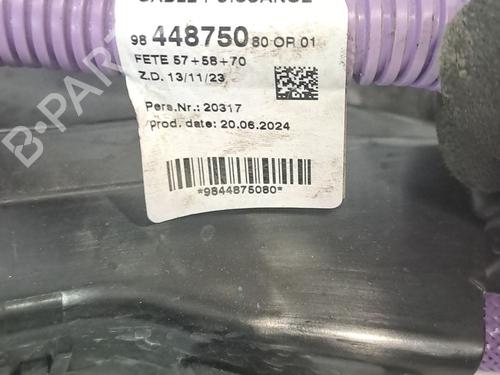 98 448750 80 OR 01
FETE 57+58+70
Z.D. 13/11/23
Pers.Nr.: 20317
prod. date: 20.06.2024
*9844875080*
B-PARTS